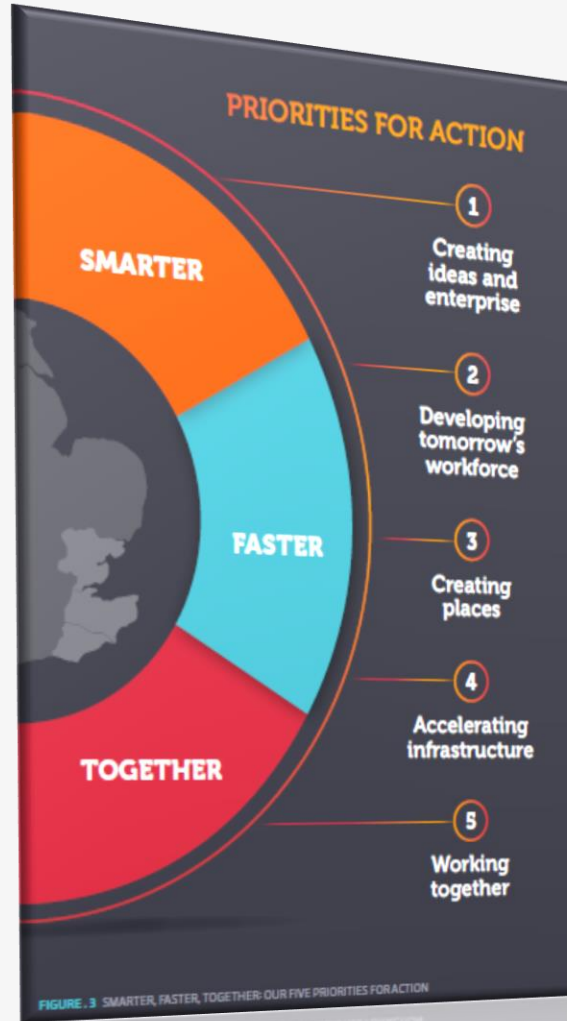 PRIORITIES FOR ACTION
SMARTER
FASTER
TOGETHER
1
Creating
ideas and
enterprise
2
Developing
tomorrow's
workforce
3
Creating
places
4
Accelerating
infrastructure
5
Working
together
FIGURE . 3 SMARTER, FASTER, TOGETHER: OUR FIVE PRIORITIES FOR ACTION